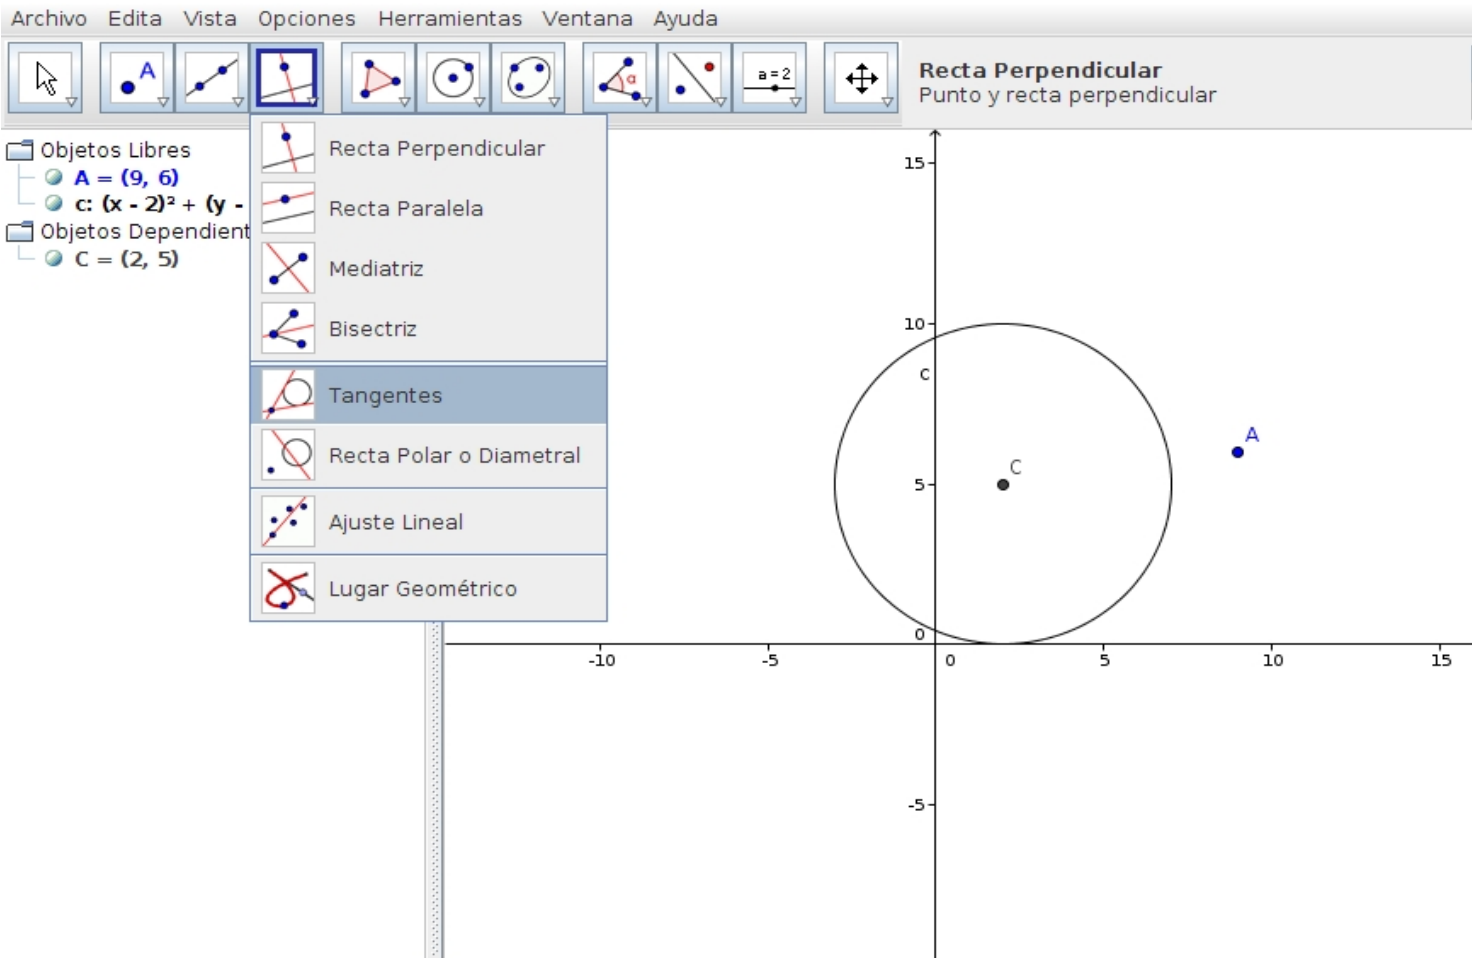 Archivo Edita Vista Opciones Herramientas Ventana Ayuda
A
α
a=2
Recta Perpendicular
Punto y recta perpendicular
Objetos Libres
A = (9, 6)
c: (x - 2)² + (y -
Objetos Dependient
C = (2, 5)
Recta Perpendicular
Recta Paralela
Mediatriz
Bisectriz
Tangentes
Recta Polar o Diametral
Ajuste Lineal
Lugar Geométrico
15
10
c
A
C
5
0
-10 -5 0 5 10 15
-5